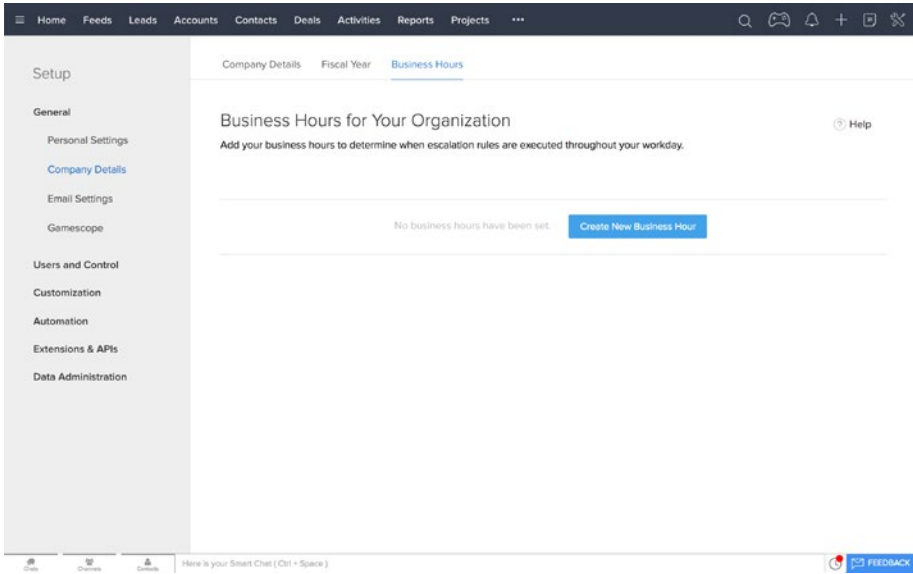 Home Feeds Leads Accounts Contacts Deals Activities Reports Projects ...
Setup
General
Personal Settings
Company Details
Email Settings
Gamescope
Users and Control
Customization
Automation
Extensions & APIs
Data Administration
Company Details Fiscal Year Business Hours
Business Hours for Your Organization
? Help
Add your business hours to determine when escalation rules are executed throughout your workday.
No business hours have been set. Create New Business Hour
Chats Channels Contacts Here is your Smart Chat ( Ctrl + Space ) FEEDBACK